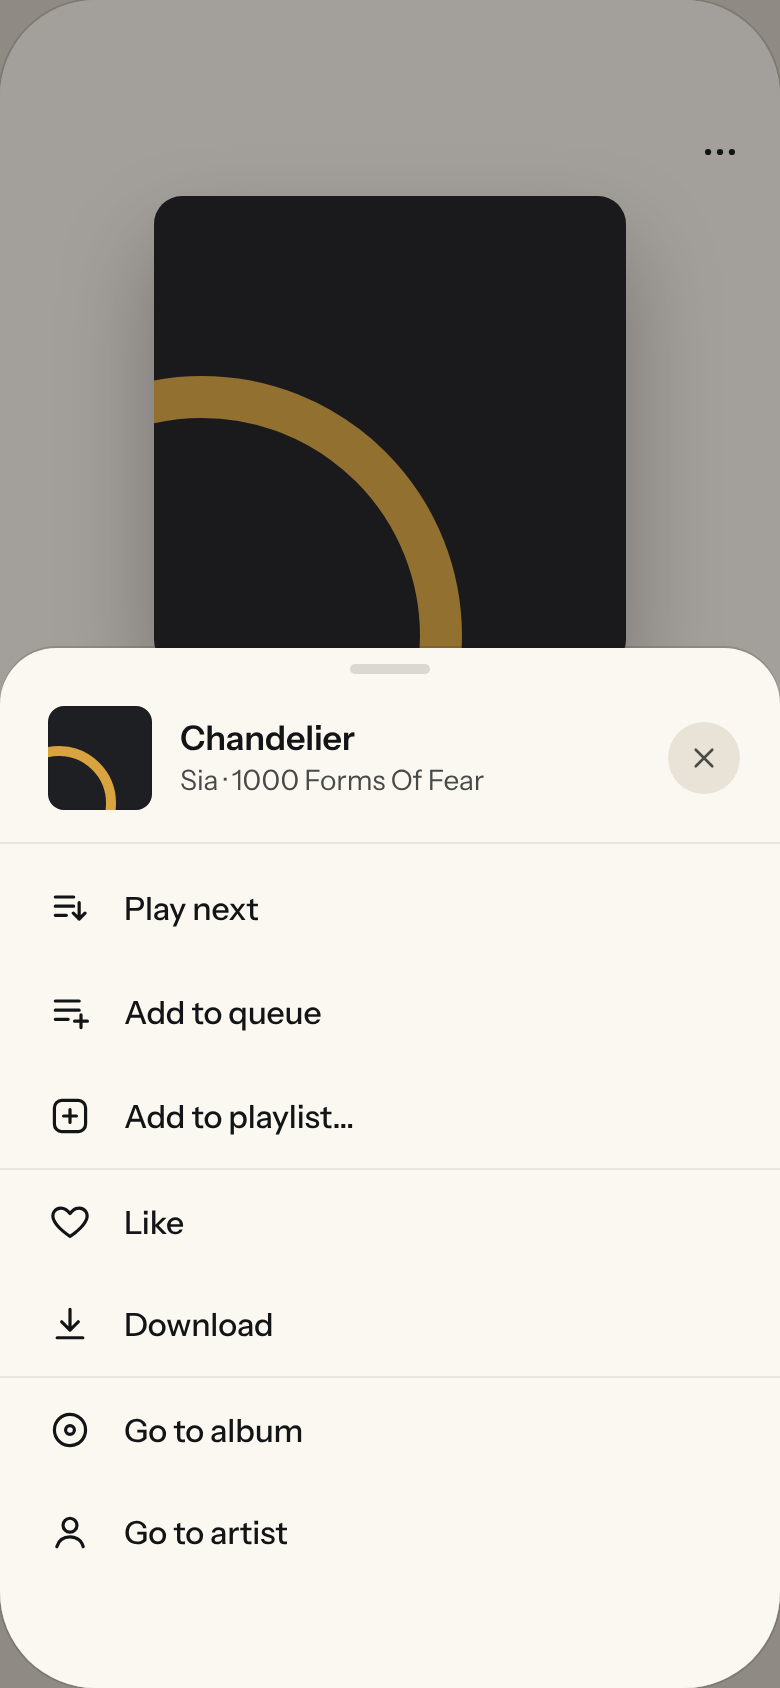 Chandelier
Sia · 1000 Forms Of Fear
Play next
Add to queue
Add to playlist...
Like
Download
Go to album
Go to artist